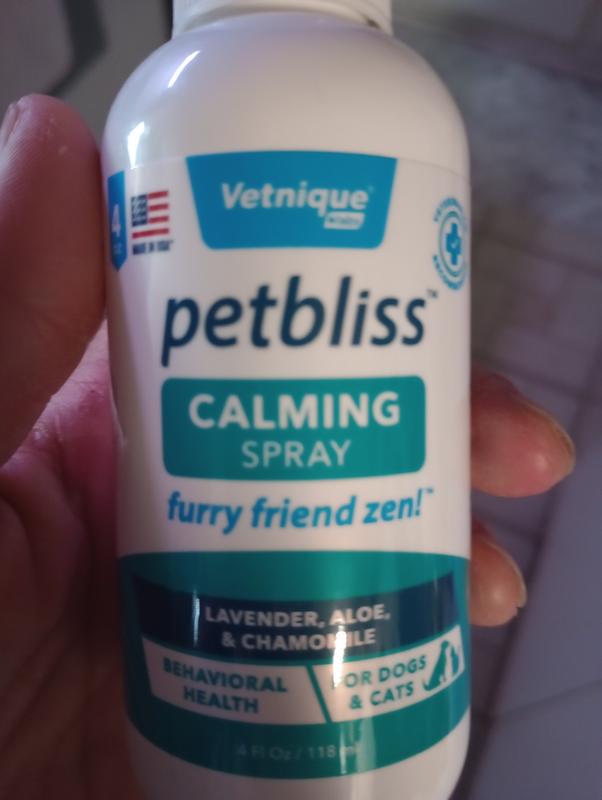 Vetnique
LABS
4
MADE IN USA
petbliss™
CALMING
SPRAY
furry friend zen!™
LAVENDER, ALOE,
& CHAMOMILE
BEHAVIORAL
HEALTH
FOR DOGS
& CATS
4 Fl Oz / 118 ml